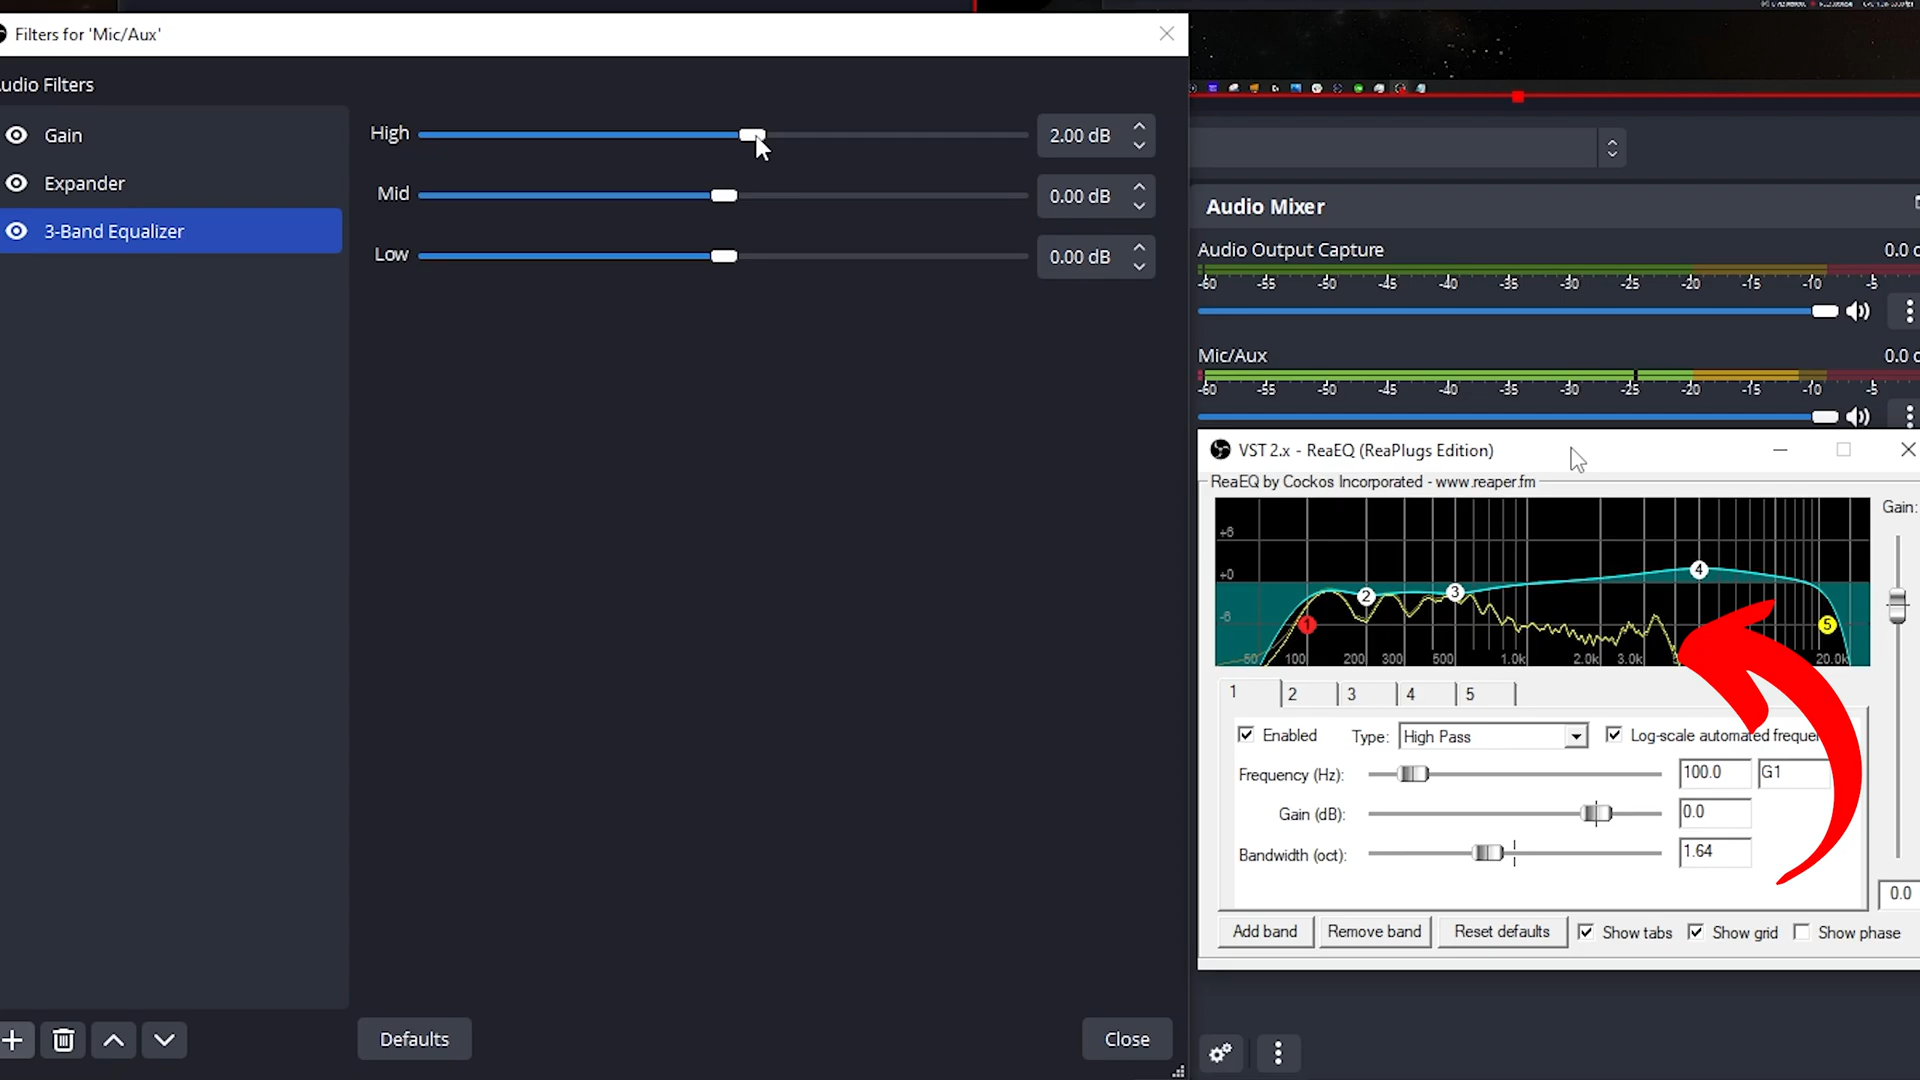 Filters for 'Mic/Aux'
udio Filters
Gain
Expander
3-Band Equalizer
High
2.00 dB
Mid
0.00 dB
Low
0.00 dB
Defaults
Close
Audio Mixer
Audio Output Capture
0.0
-60 -55 -50 -45 -40 -35 -30 -25 -20 -15 -10 -5
Mic/Aux
0.0
-60 -55 -50 -45 -40 -35 -30 -25 -20 -15 -10 -5
VST 2.x - ReaEQ (ReaPlugs Edition)
ReaEQ by Cockos Incorporated - www.reaper.fm
Gain:
+6
+0
-6
1 2 3 4 5
50 100 200 300 500 1.0k 2.0k 3.0k 20.0k
1 2 3 4 5
Enabled Type: High Pass Log-scale automated freque
Frequency (Hz): 100.0 G1
Gain (dB): 0.0
Bandwidth (oct): 1.64
0.0
Add band Remove band Reset defaults Show tabs Show grid Show phase